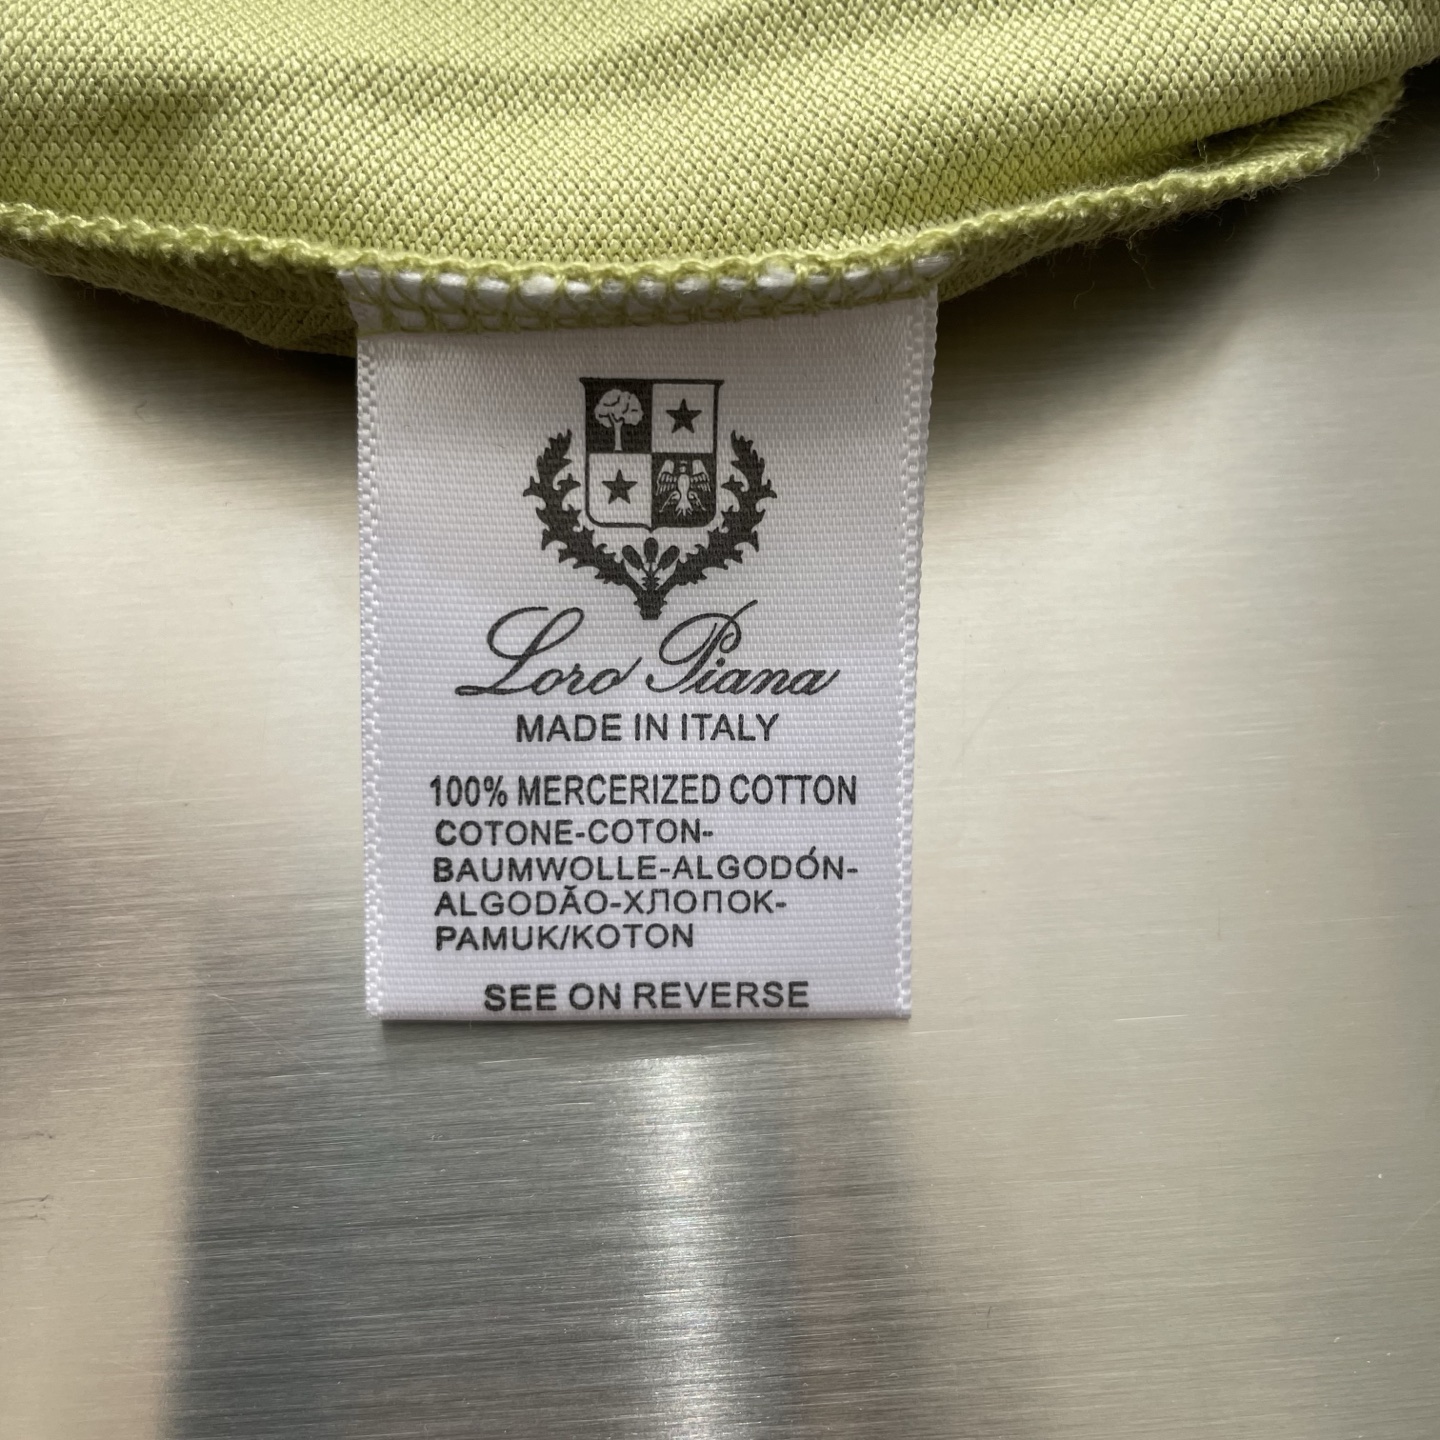 Loro Piana
MADE IN ITALY
100% MERCERIZED COTTON
COTONE-COTON-
BAUMWOLLE-ALGODÓN-
ALGODÃO-ХЛОПОК-
PAMUK/KOTON
SEE ON REVERSE